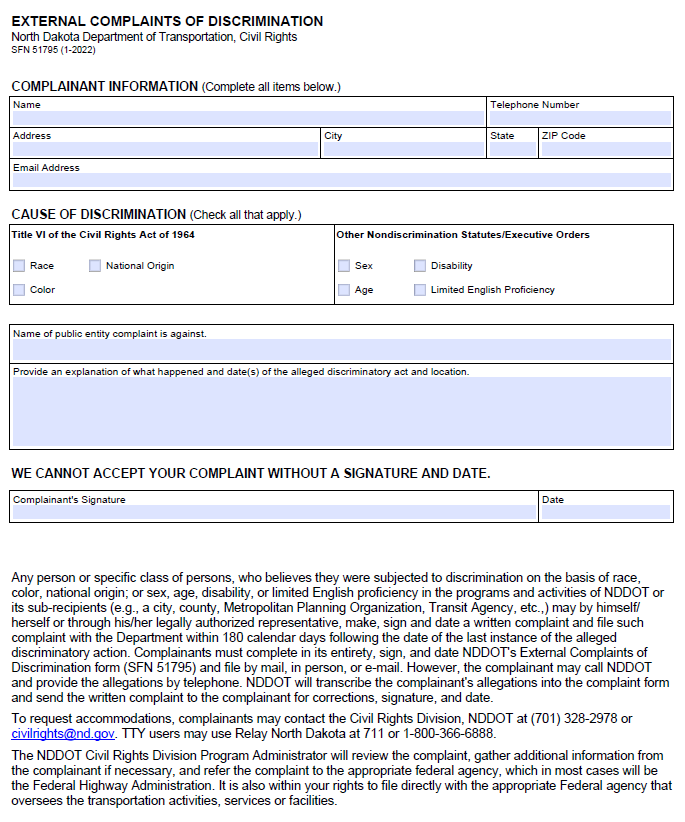 EXTERNAL COMPLAINTS OF DISCRIMINATION
North Dakota Department of Transportation, Civil Rights
SFN 51795 (1-2022)
COMPLAINANT INFORMATION (Complete all items below.)
Name Telephone Number
Address City State ZIP Code
Email Address
CAUSE OF DISCRIMINATION (Check all that apply.)
Title VI of the Civil Rights Act of 1964 Other Nondiscrimination Statutes/Executive Orders
Race National Origin Sex Disability
Color Age Limited English Proficiency
Name of public entity complaint is against.
Provide an explanation of what happened and date(s) of the alleged discriminatory act and location.
WE CANNOT ACCEPT YOUR COMPLAINT WITHOUT A SIGNATURE AND DATE.
Complainant's Signature Date
Any person or specific class of persons, who believes they were subjected to discrimination on the basis of race,
color, national origin; or sex, age, disability, or limited English proficiency in the programs and activities of NDDOT or
its sub-recipients (e.g., a city, county, Metropolitan Planning Organization, Transit Agency, etc.,) may by himself/
herself or through his/her legally authorized representative, make, sign and date a written complaint and file such
complaint with the Department within 180 calendar days following the date of the last instance of the alleged
discriminatory action. Complainants must complete in its entirety, sign, and date NDDOT's External Complaints of
Discrimination form (SFN 51795) and file by mail, in person, or e-mail. However, the complainant may call NDDOT
and provide the allegations by telephone. NDDOT will transcribe the complainant's allegations into the complaint form
and send the written complaint to the complainant for corrections, signature, and date.
To request accommodations, complainants may contact the Civil Rights Division, NDDOT at (701) 328-2978 or
civilrights@nd.gov. TTY users may use Relay North Dakota at 711 or 1-800-366-6888.
The NDDOT Civil Rights Division Program Administrator will review the complaint, gather additional information from
the complainant if necessary, and refer the complaint to the appropriate federal agency, which in most cases will be
the Federal Highway Administration. It is also within your rights to file directly with the appropriate Federal agency that
oversees the transportation activities, services or facilities.